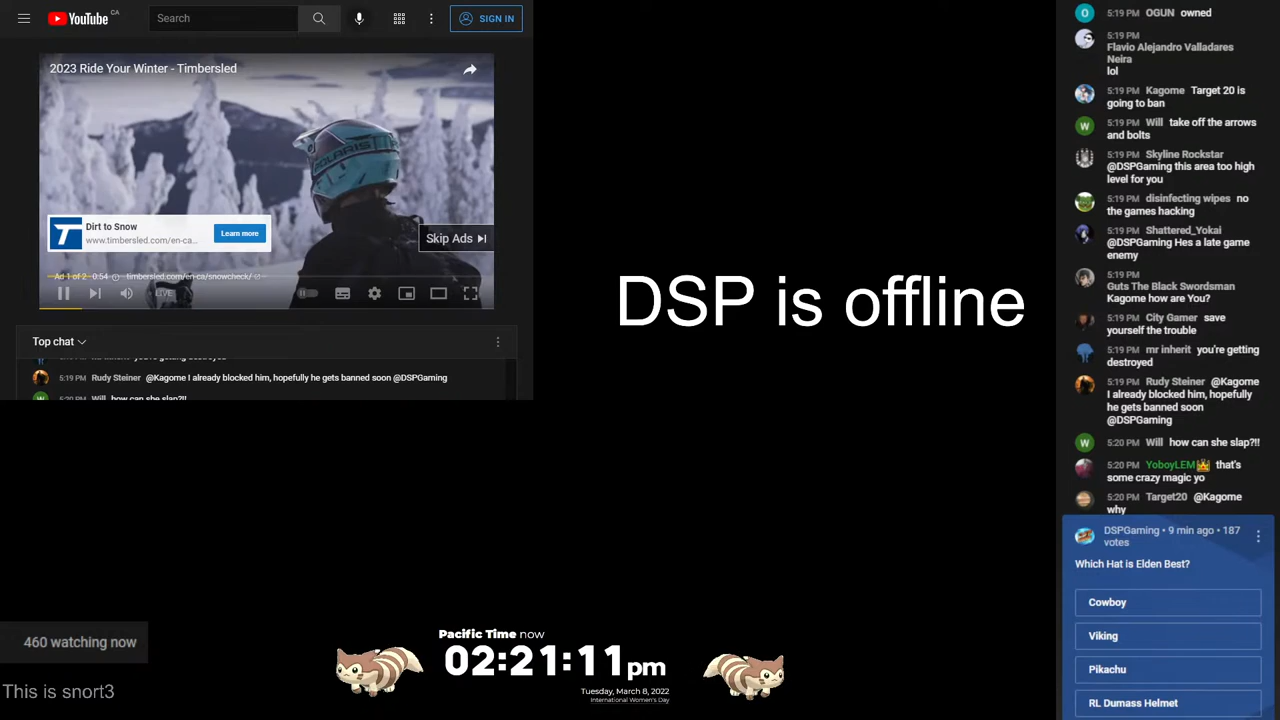 YouTube CA
Search
SIGN IN
2023 Ride Your Winter - Timbersled
Dirt to Snow
www.timbersled.com/en-ca...
Learn more
POLARIS
Skip Ads
Ad 1 of 2 · 0:54 timbersled.com/en-ca/snowcheck/
LIVE
Top chat
you're getting destroyed
5:19 PM Rudy Steiner @Kagome I already blocked him, hopefully he gets banned soon @DSPGaming
5:20 PM Will how can she slap?!!
DSP is offline
460 watching now
This is snort3
Pacific Time now
02:21:11pm
Tuesday, March 8, 2022
International Women's Day
O 5:19 PM OGUN owned
5:19 PM
Flavio Alejandro Valladares
Neira
lol
5:19 PM Kagome Target 20 is
going to ban
W 5:19 PM Will take off the arrows
and bolts
5:19 PM Skyline Rockstar
@DSPGaming this area too high
level for you
5:19 PM disinfecting wipes no
the games hacking
5:19 PM Shattered_Yokai
@DSPGaming Hes a late game
enemy
5:19 PM
Guts The Black Swordsman
Kagome how are You?
5:19 PM City Gamer save
yourself the trouble
5:19 PM mr inherit you're getting
destroyed
5:19 PM Rudy Steiner @Kagome
I already blocked him, hopefully
he gets banned soon
@DSPGaming
W 5:20 PM Will how can she slap?!!
5:20 PM YoboyLEM that's
some crazy magic yo
5:20 PM Target20 @Kagome
why
DSPGaming • 9 min ago • 187
votes
Which Hat is Elden Best?
Cowboy
Viking
Pikachu
RL Dumass Helmet